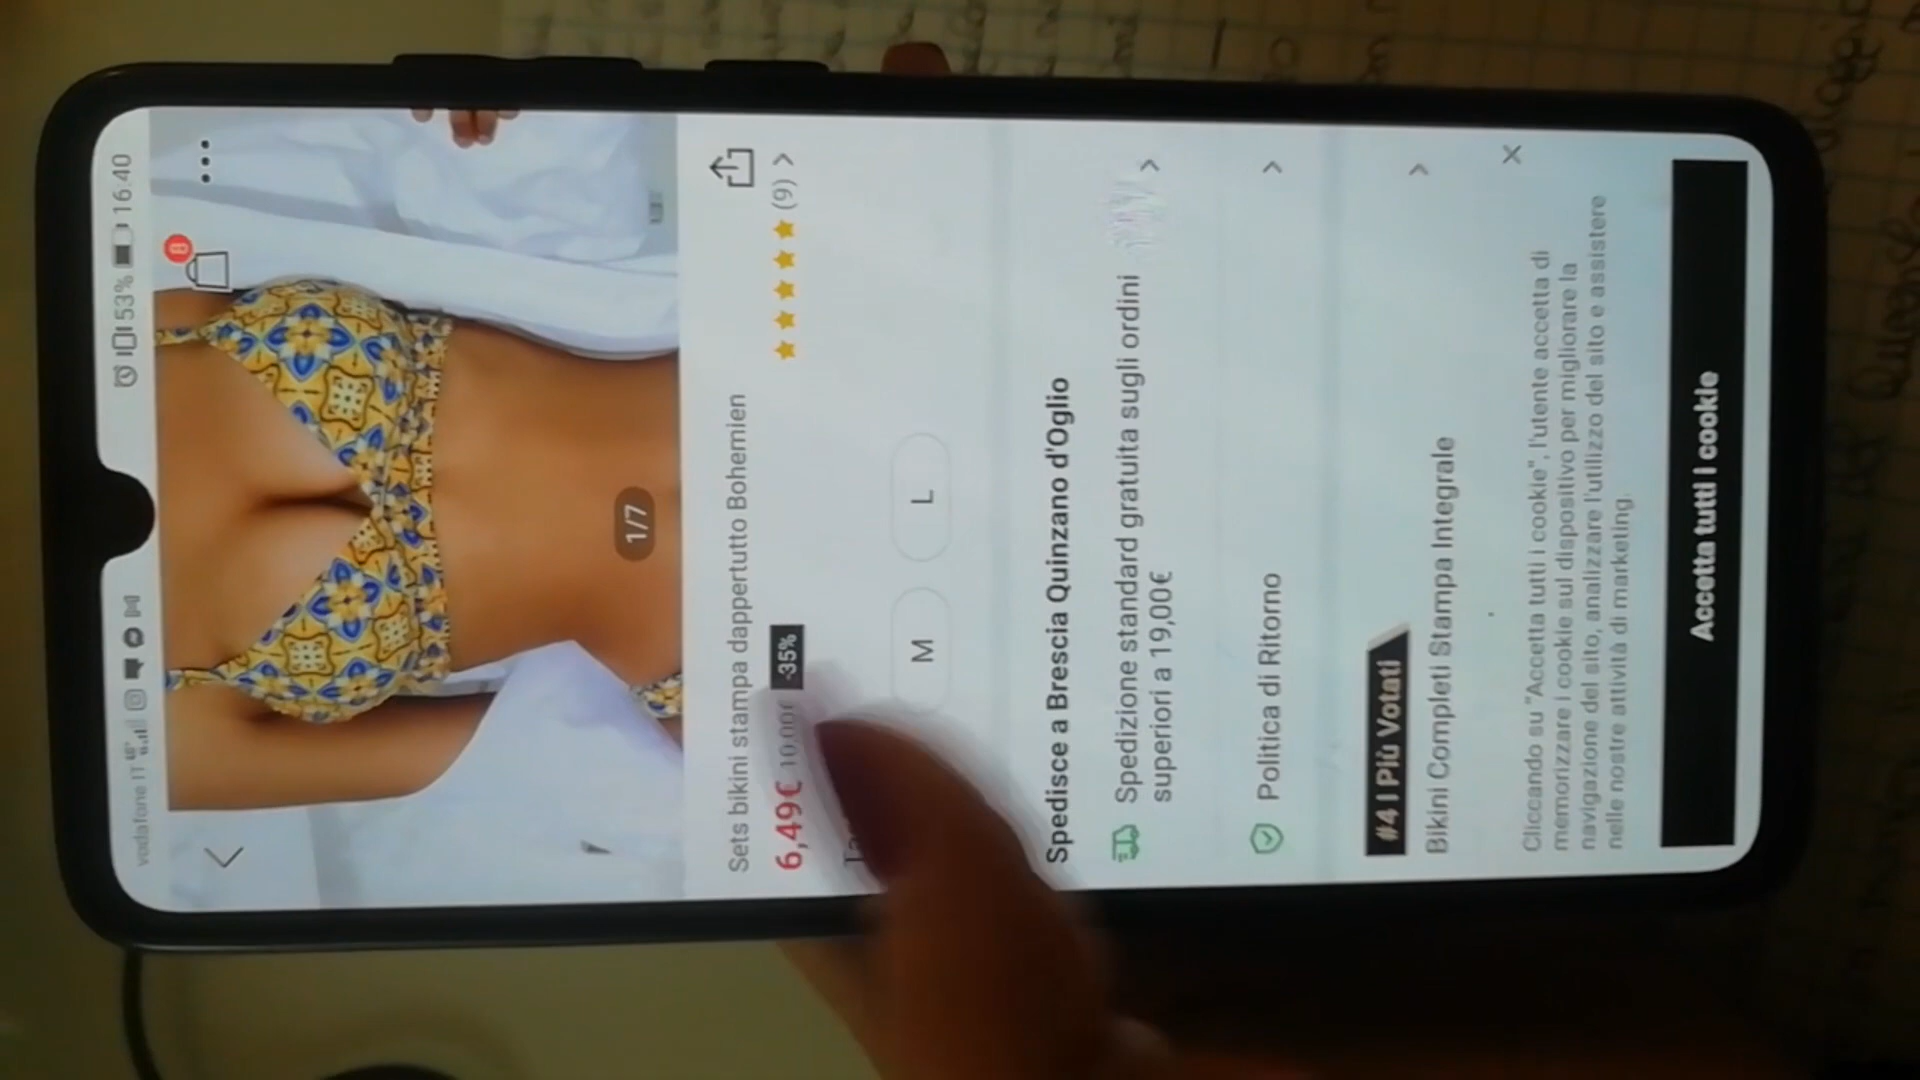 vodafone IT 53% 16:40
8
1/7
Sets bikini stampa dappertutto Bohemien
6,49€ 10,00€ -35% (9)
M L
Spedisce a Brescia Quinzano d'Oglio
Spedizione standard gratuita sugli ordini
superiori a 19,00€
Politica di Ritorno
#4 I Più Votati
Bikini Completi Stampa Integrale
Cliccando su "Accetta tutti i cookie", l'utente accetta di
memorizzare i cookie sul dispositivo per migliorare la
navigazione del sito, analizzare l'utilizzo del sito e assistere
nelle nostre attività di marketing.
Accetta tutti i cookie